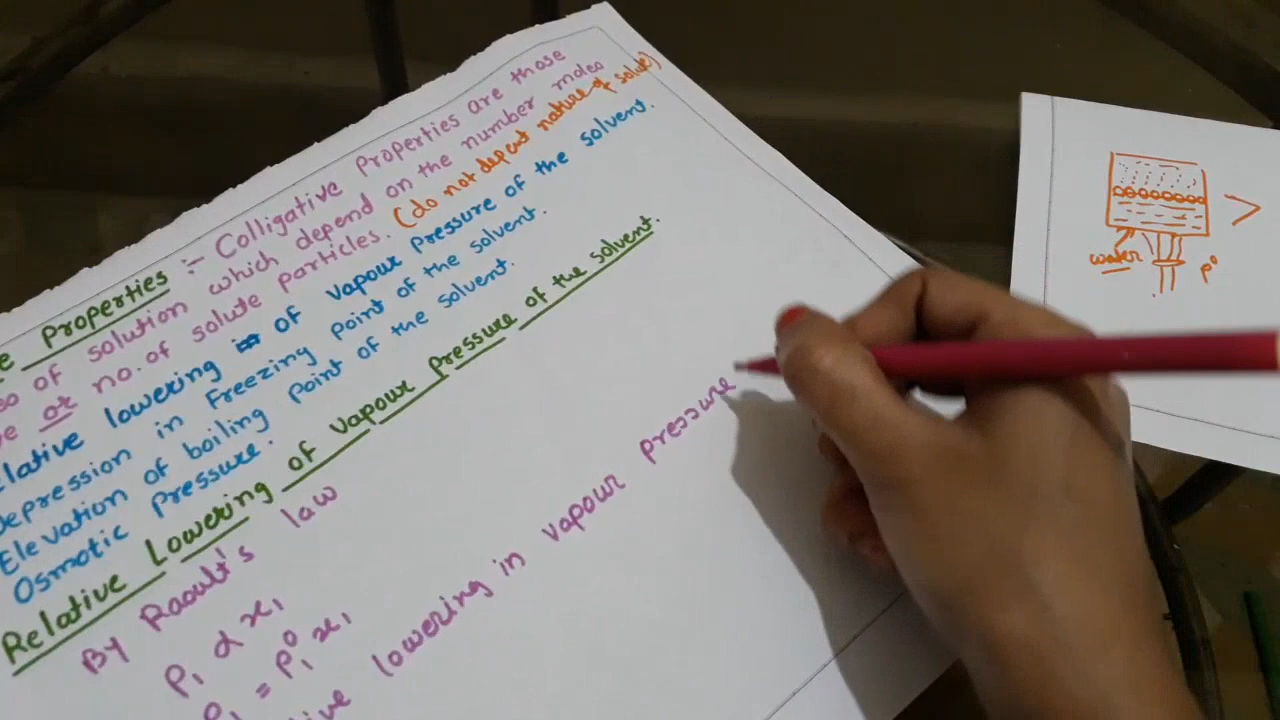 Properties :- Colligative properties are those
of solution which depend on the number moles
or no. of solute particles. (do not depent nature of solute)
lowering of vapour pressure of the solvent.
in Freezing point of the solvent.
Elevation of boiling point of the solvent.
Osmotic pressure.
Relative Lowering of vapour pressure of the solvent.
By Raoult's law
P₁ α x₁
= P₁⁰ x₁
lowering in vapour pressure
water
P⁰